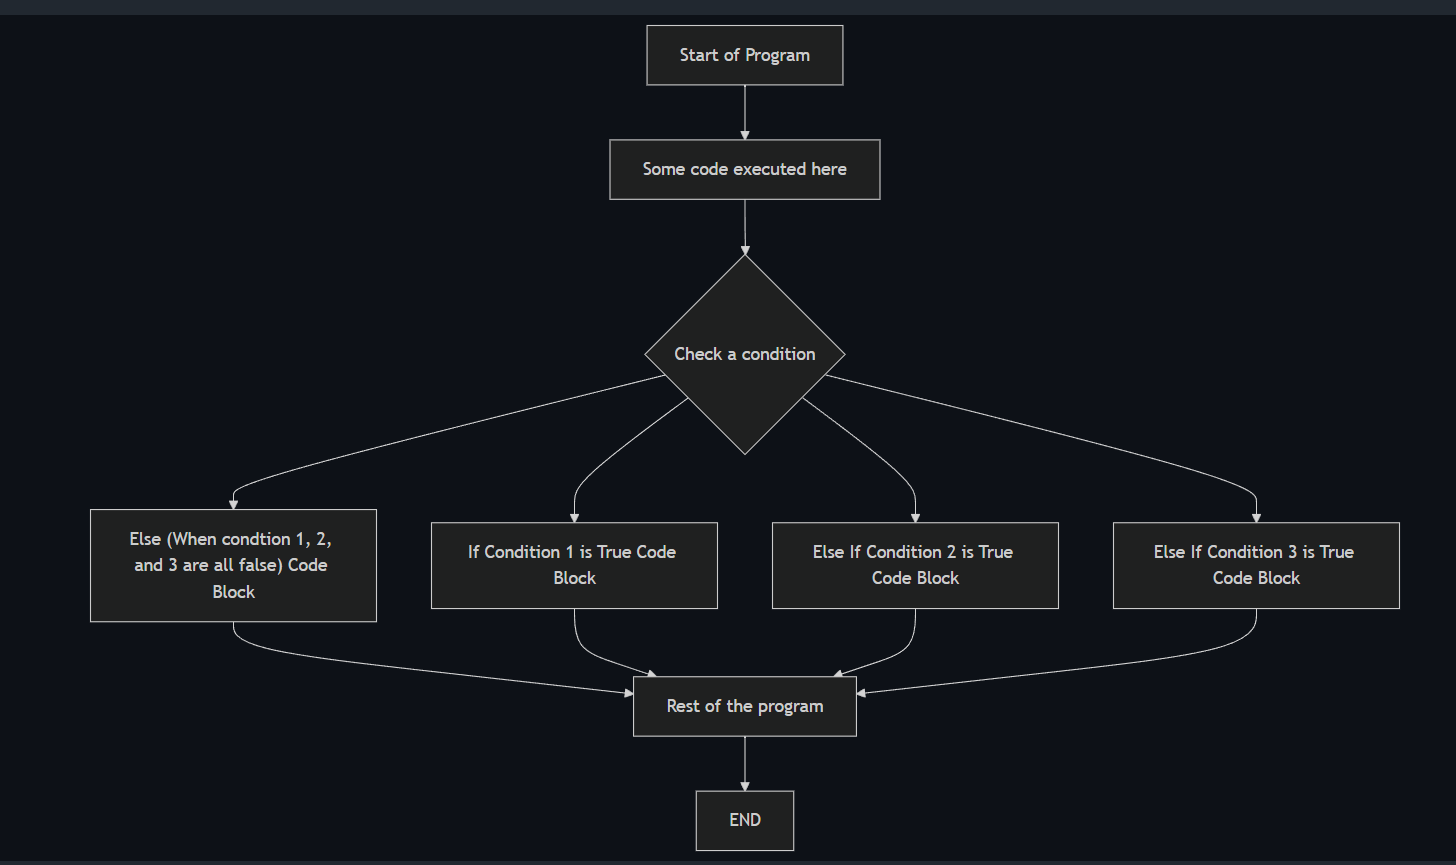 Start of Program
Some code executed here
Check a condition
Else (When condtion 1, 2,
and 3 are all false) Code
Block
If Condition 1 is True Code
Block
Else If Condition 2 is True
Code Block
Else If Condition 3 is True
Code Block
Rest of the program
END